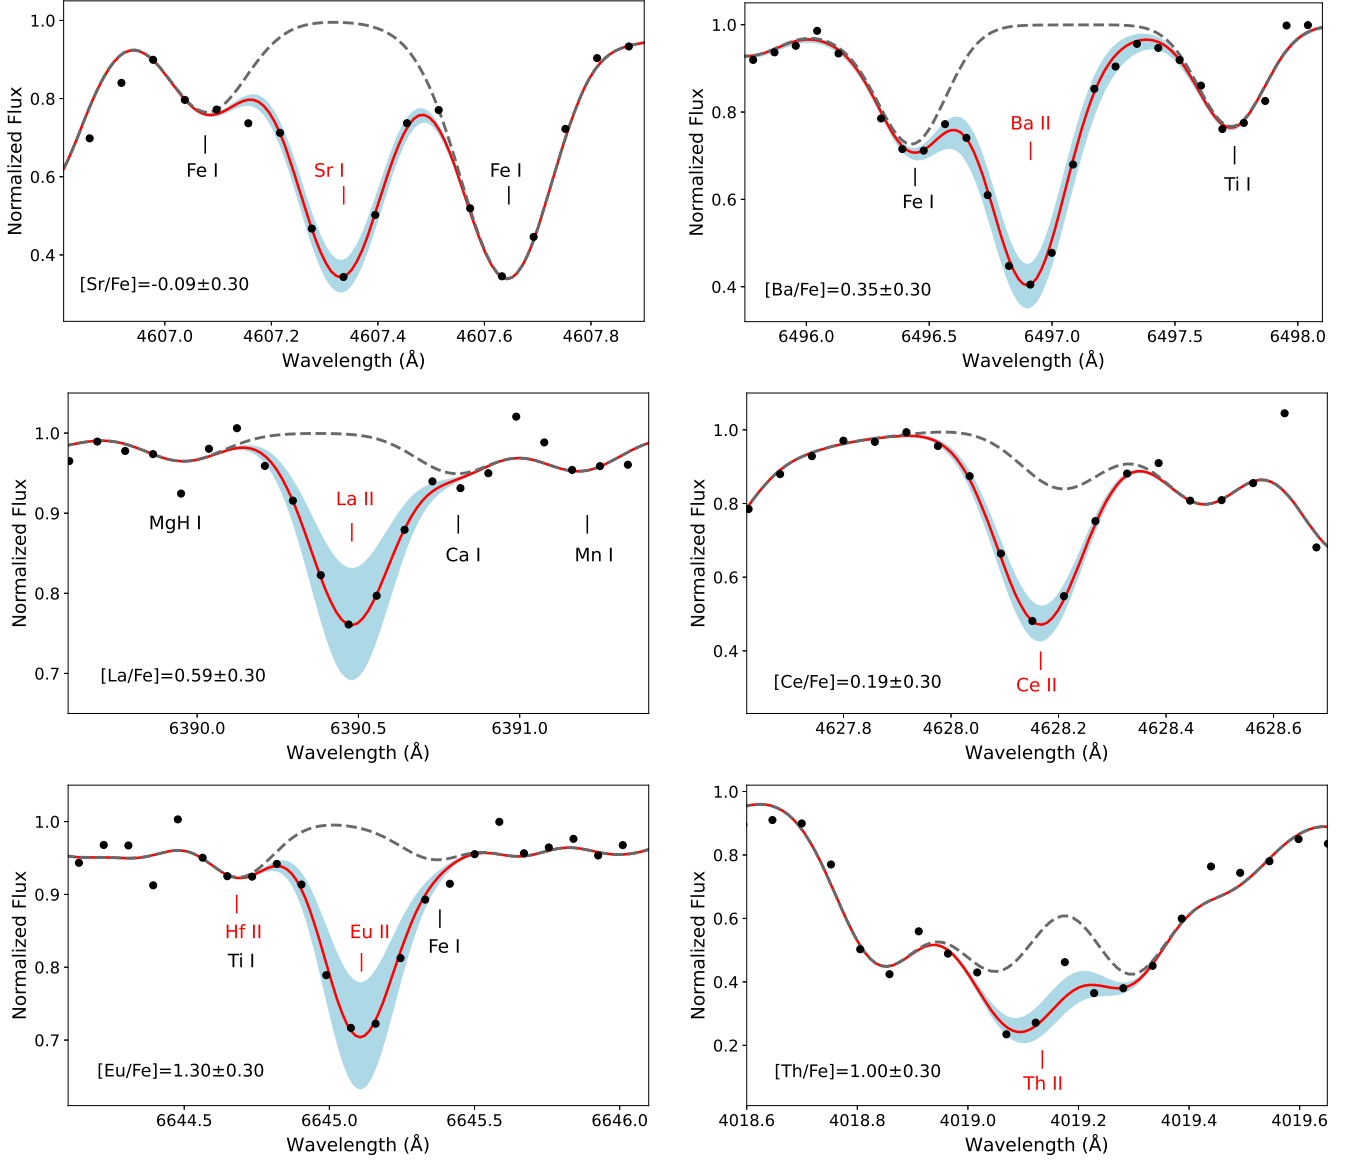 1.0
0.8
0.6
0.4
Normalized Flux
Fe I
Sr I
Fe I
[Sr/Fe]=-0.09±0.30
4607.0
4607.2
4607.4
4607.6
4607.8
Wavelength (Å)
1.0
0.8
0.6
0.4
Normalized Flux
Ba II
Fe I
Ti I
[Ba/Fe]=0.35±0.30
6496.0
6496.5
6497.0
6497.5
6498.0
Wavelength (Å)
1.0
0.9
0.8
0.7
Normalized Flux
La II
MgH I
Ca I
Mn I
[La/Fe]=0.59±0.30
6390.0
6390.5
6391.0
Wavelength (Å)
1.0
0.8
0.6
0.4
Normalized Flux
Ce II
[Ce/Fe]=0.19±0.30
4627.8
4628.0
4628.2
4628.4
4628.6
Wavelength (Å)
1.0
0.9
0.8
0.7
Normalized Flux
Hf II
Ti I
Eu II
Fe I
[Eu/Fe]=1.30±0.30
6644.5
6645.0
6645.5
6646.0
Wavelength (Å)
1.0
0.8
0.6
0.4
0.2
Normalized Flux
Th II
[Th/Fe]=1.00±0.30
4018.6
4018.8
4019.0
4019.2
4019.4
4019.6
Wavelength (Å)